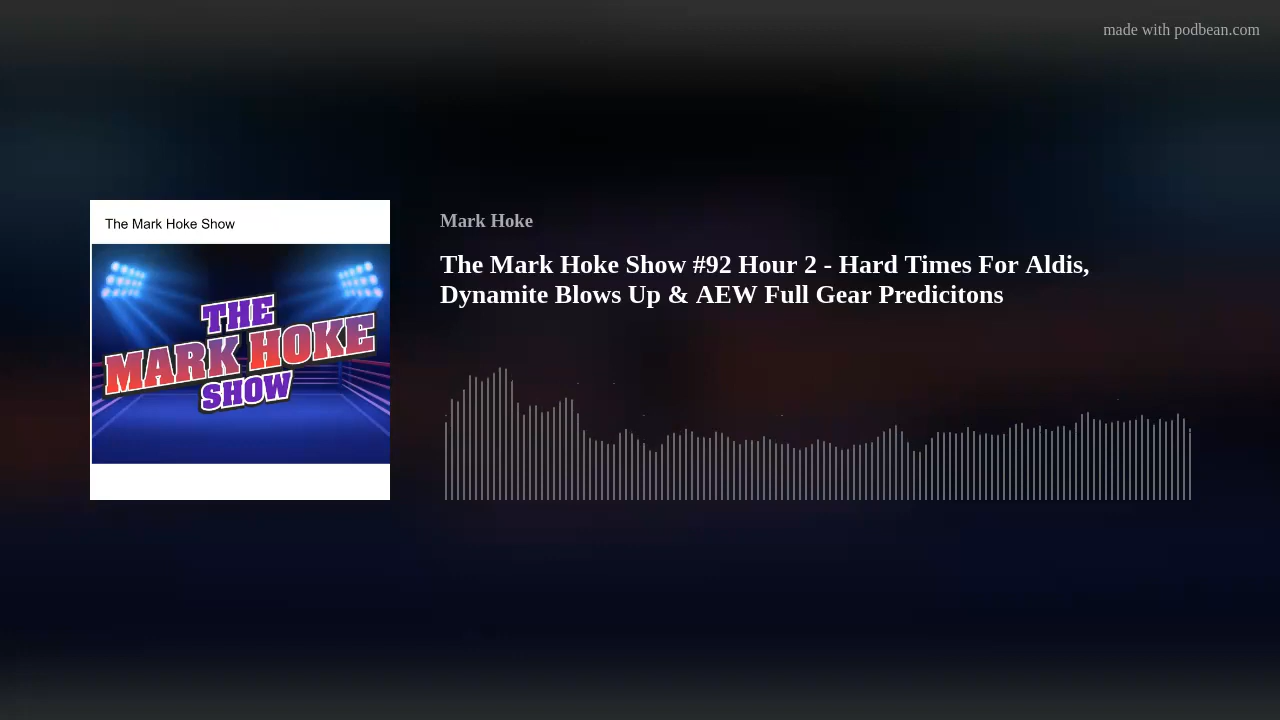 made with podbean.com
The Mark Hoke Show
THE
MARK HOKE
SHOW
Mark Hoke
The Mark Hoke Show #92 Hour 2 - Hard Times For Aldis,
Dynamite Blows Up & AEW Full Gear Predicitons